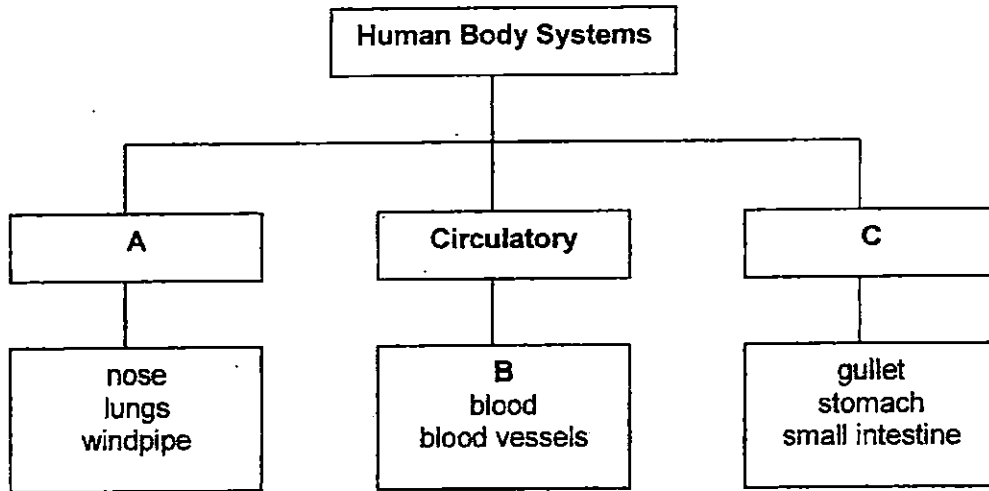 Human Body Systems
A
Circulatory
C
nose
lungs
windpipe
B
blood
blood vessels
gullet
stomach
small intestine